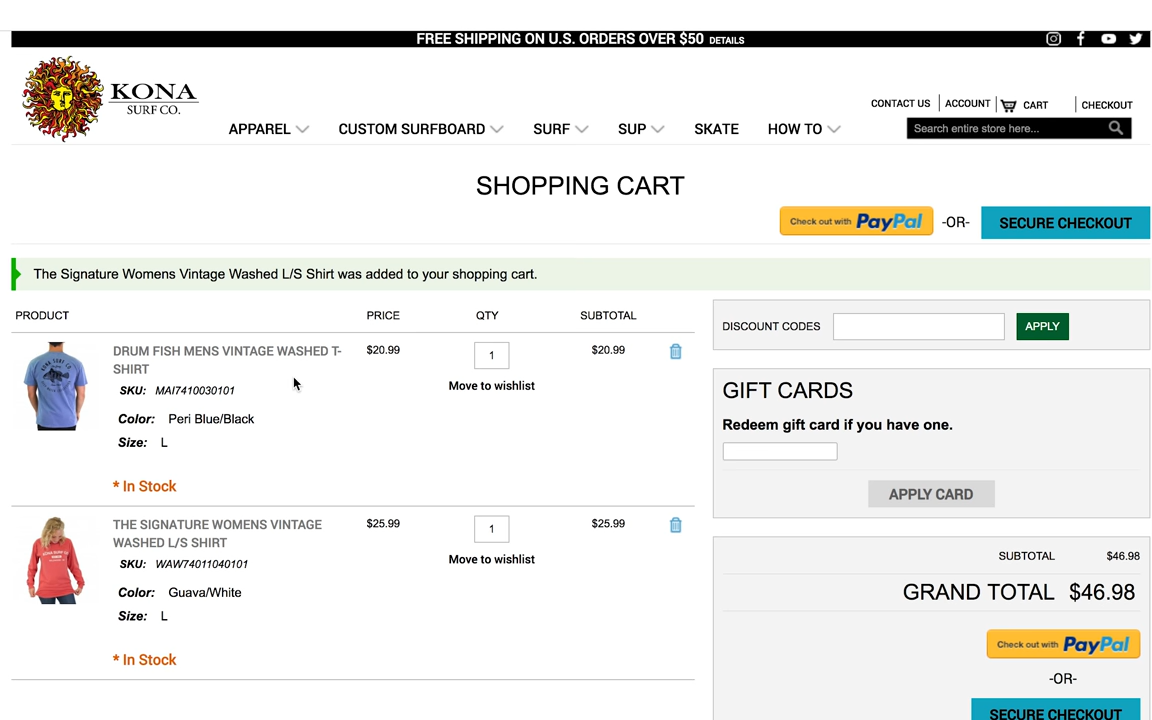 FREE SHIPPING ON U.S. ORDERS OVER $50 DETAILS
KONA
SURF CO.
CONTACT US
ACCOUNT
CART
CHECKOUT
APPAREL
CUSTOM SURFBOARD
SURF
SUP
SKATE
HOW TO
Search entire store here...
SHOPPING CART
Check out with PayPal
-OR-
SECURE CHECKOUT
The Signature Womens Vintage Washed L/S Shirt was added to your shopping cart.
PRODUCT
PRICE
QTY
SUBTOTAL
DRUM FISH MENS VINTAGE WASHED T-
SHIRT
SKU: MAI7410030101
Color: Peri Blue/Black
Size: L
* In Stock
$20.99
1
Move to wishlist
$20.99
THE SIGNATURE WOMENS VINTAGE
WASHED L/S SHIRT
SKU: WAW74011040101
Color: Guava/White
Size: L
* In Stock
$25.99
1
Move to wishlist
$25.99
DISCOUNT CODES
APPLY
GIFT CARDS
Redeem gift card if you have one.
APPLY CARD
SUBTOTAL $46.98
GRAND TOTAL $46.98
Check out with PayPal
-OR-
SECURE CHECKOUT